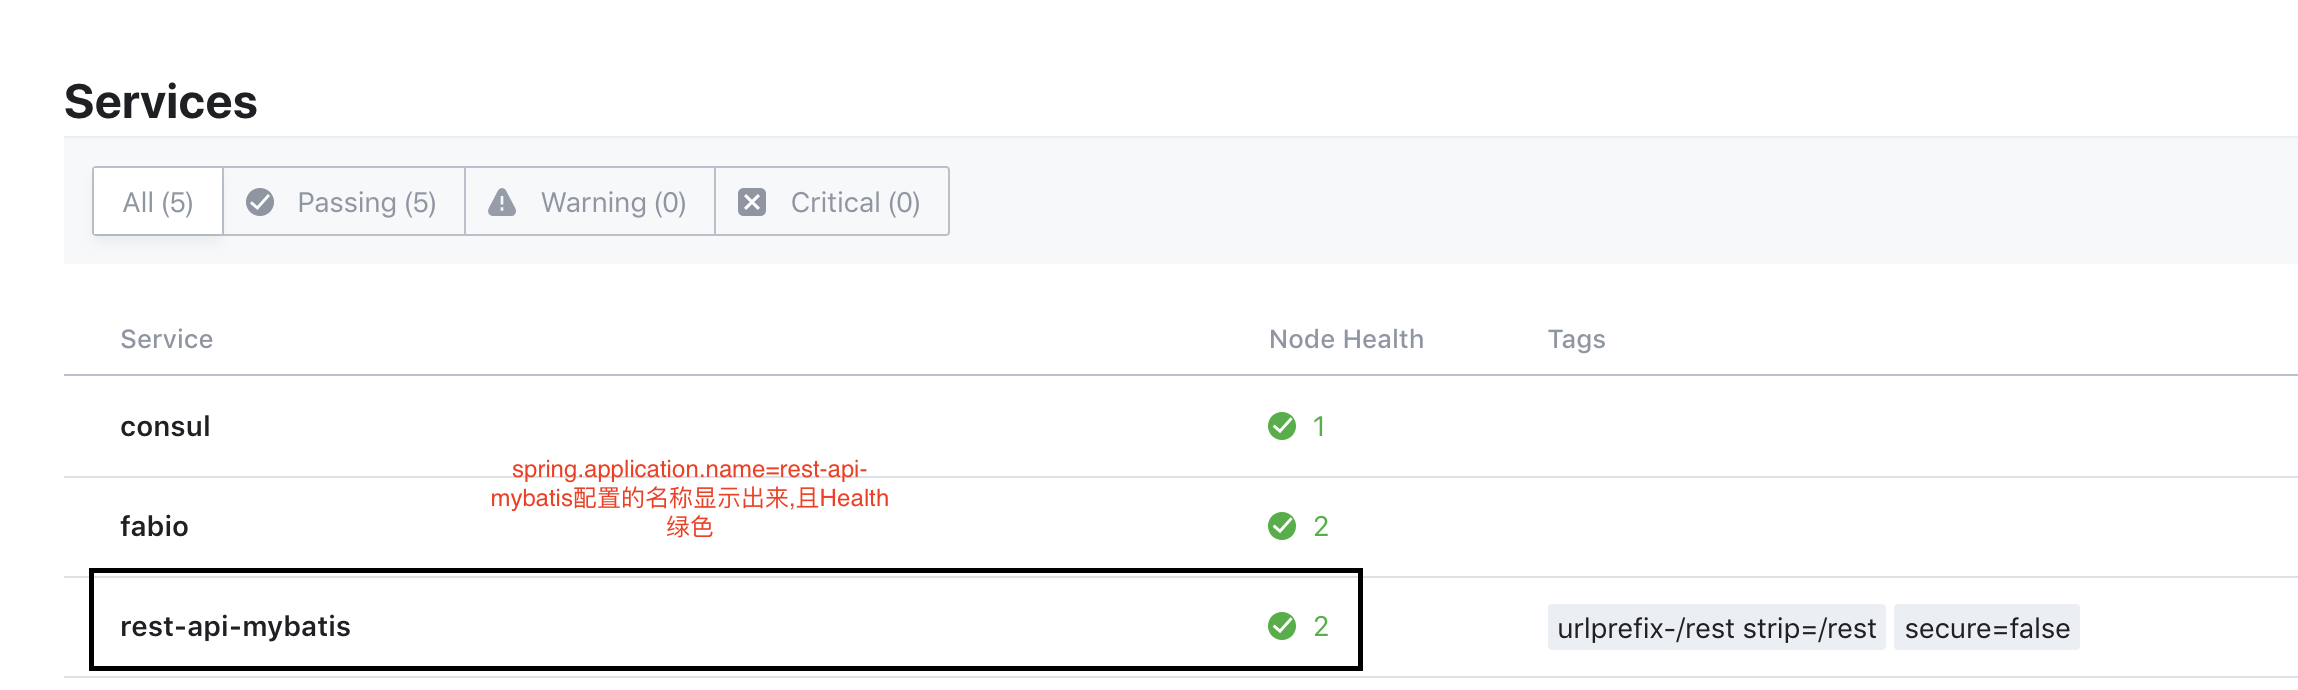 Services
All (5) Passing (5) Warning (0) Critical (0)
Service Node Health Tags
consul 1
spring.application.name=rest-api-
mybatis配置的名称显示出来,且Health
绿色
fabio 2
rest-api-mybatis 2 urlprefix-/rest strip=/rest secure=false